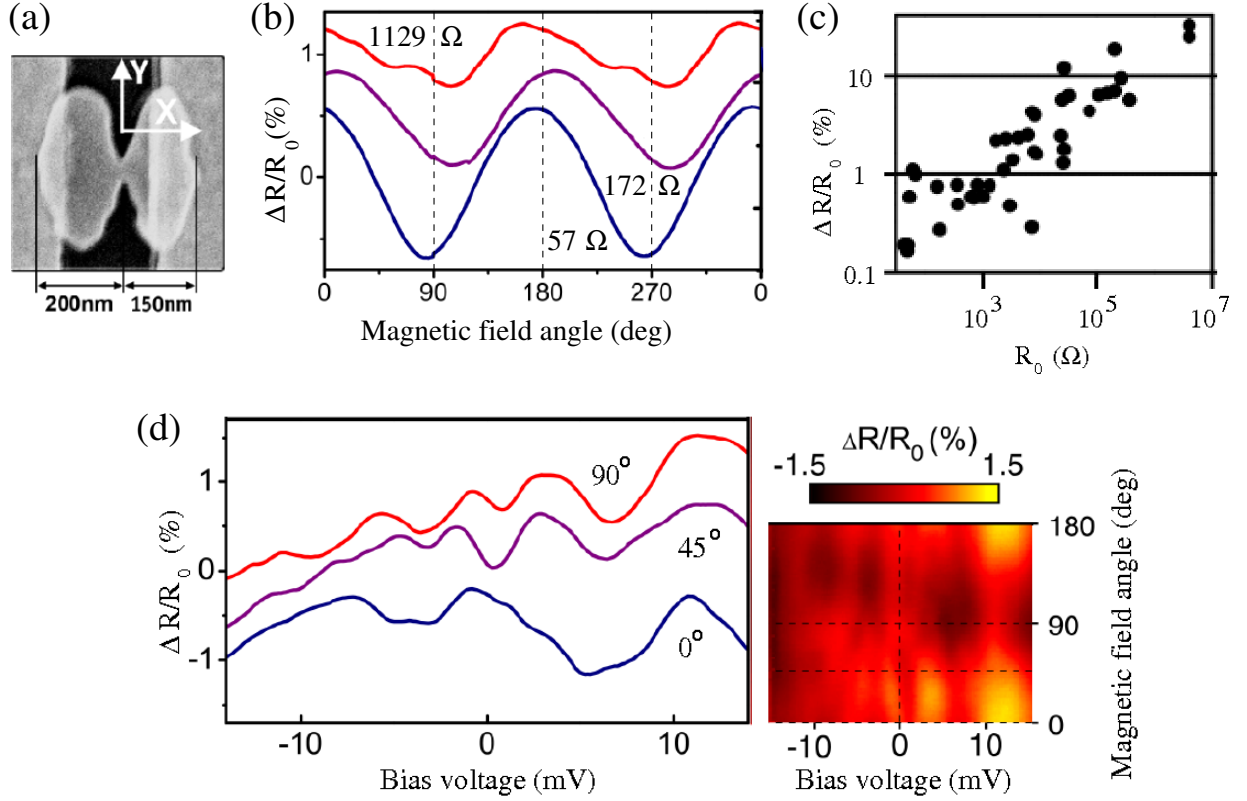 (a)
Y
X
200nm
150nm
(b)
1129 Ω
172 Ω
57 Ω
1
0
ΔR/R0(%)
0
90
180
270
0
Magnetic field angle (deg)
(c)
10
1
0.1
ΔR/R0 (%)
10^3
10^5
10^7
R0 (Ω)
(d)
90°
45°
0°
1
0
-1
ΔR/R0 (%)
-10
0
10
Bias voltage (mV)
ΔR/R0 (%)
-1.5
1.5
180
90
0
Magnetic field angle (deg)
-10
0
10
Bias voltage (mV)